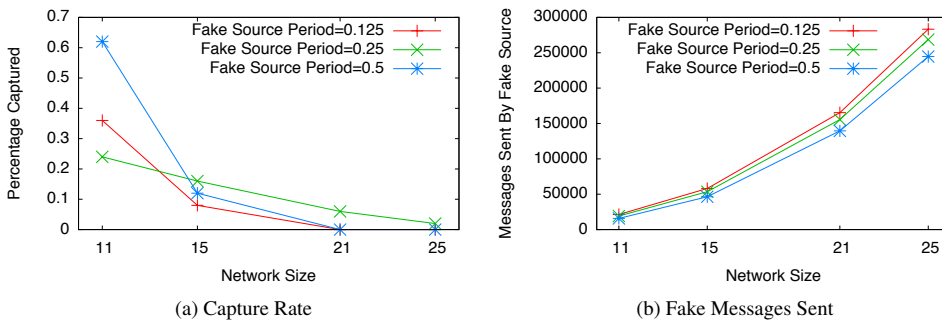 Percentage Captured
0.7
0.6
0.5
0.4
0.3
0.2
0.1
0
11 15 21 25
Network Size
Fake Source Period=0.125
Fake Source Period=0.25
Fake Source Period=0.5
(a) Capture Rate
Messages Sent By Fake Source
300000
250000
200000
150000
100000
50000
0
11 15 21 25
Network Size
Fake Source Period=0.125
Fake Source Period=0.25
Fake Source Period=0.5
(b) Fake Messages Sent